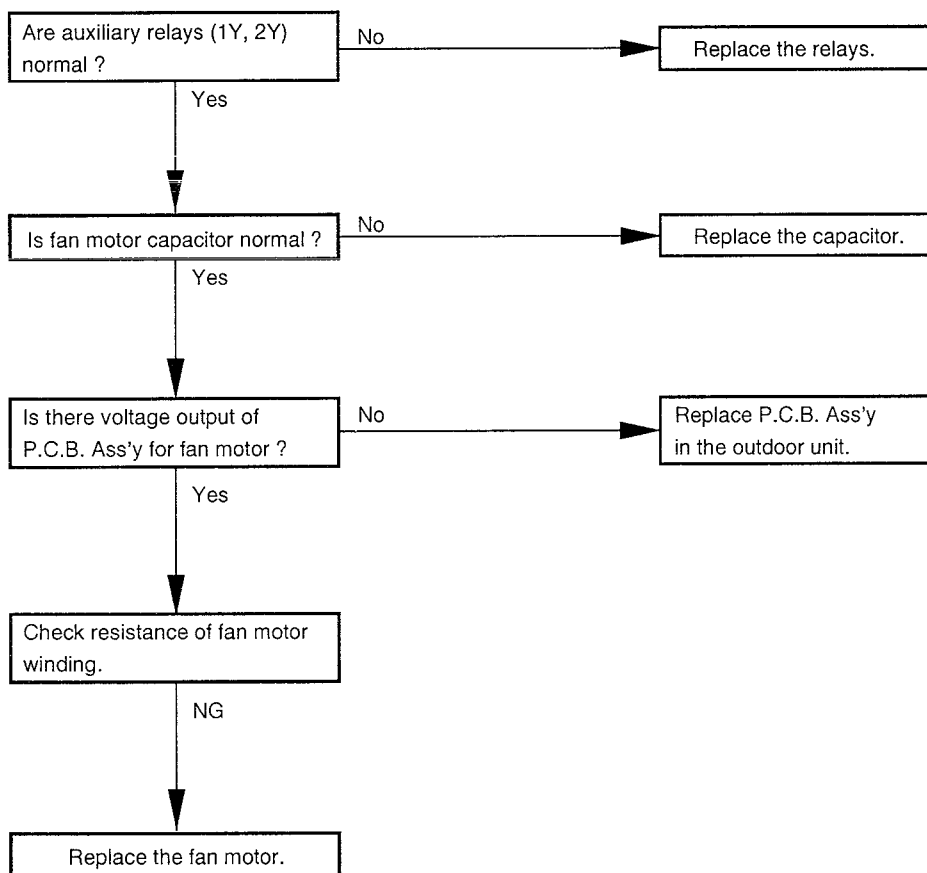 Are auxiliary relays (1Y, 2Y)
normal ?
No
Replace the relays.
Yes
Is fan motor capacitor normal ?
No
Replace the capacitor.
Yes
Is there voltage output of
P.C.B. Ass'y for fan motor ?
No
Replace P.C.B. Ass'y
in the outdoor unit.
Yes
Check resistance of fan motor
winding.
NG
Replace the fan motor.